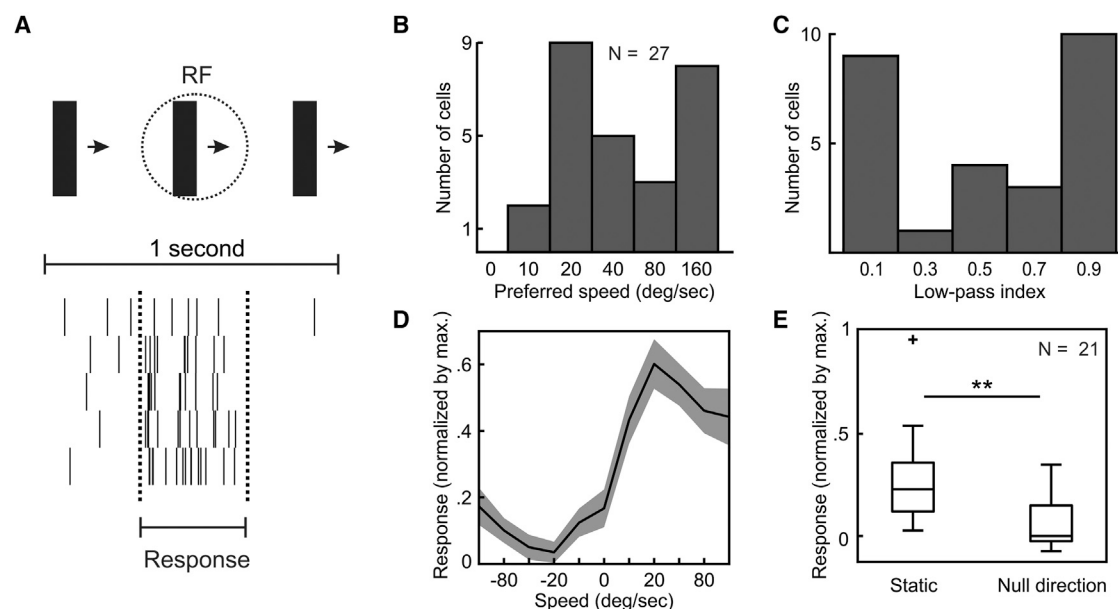 A
RF
1 second
Response
B
Number of cells
9
5
1
N = 27
0 10 20 40 80 160
Preferred speed (deg/sec)
C
Number of cells
10
5
0.1 0.3 0.5 0.7 0.9
Low-pass index
D
Response (normalized by max.)
.6
.4
.2
0
-80 -20 0 20 80
Speed (deg/sec)
E
Response (normalized by max.)
1
.5
0
N = 21
**
+
Static Null direction